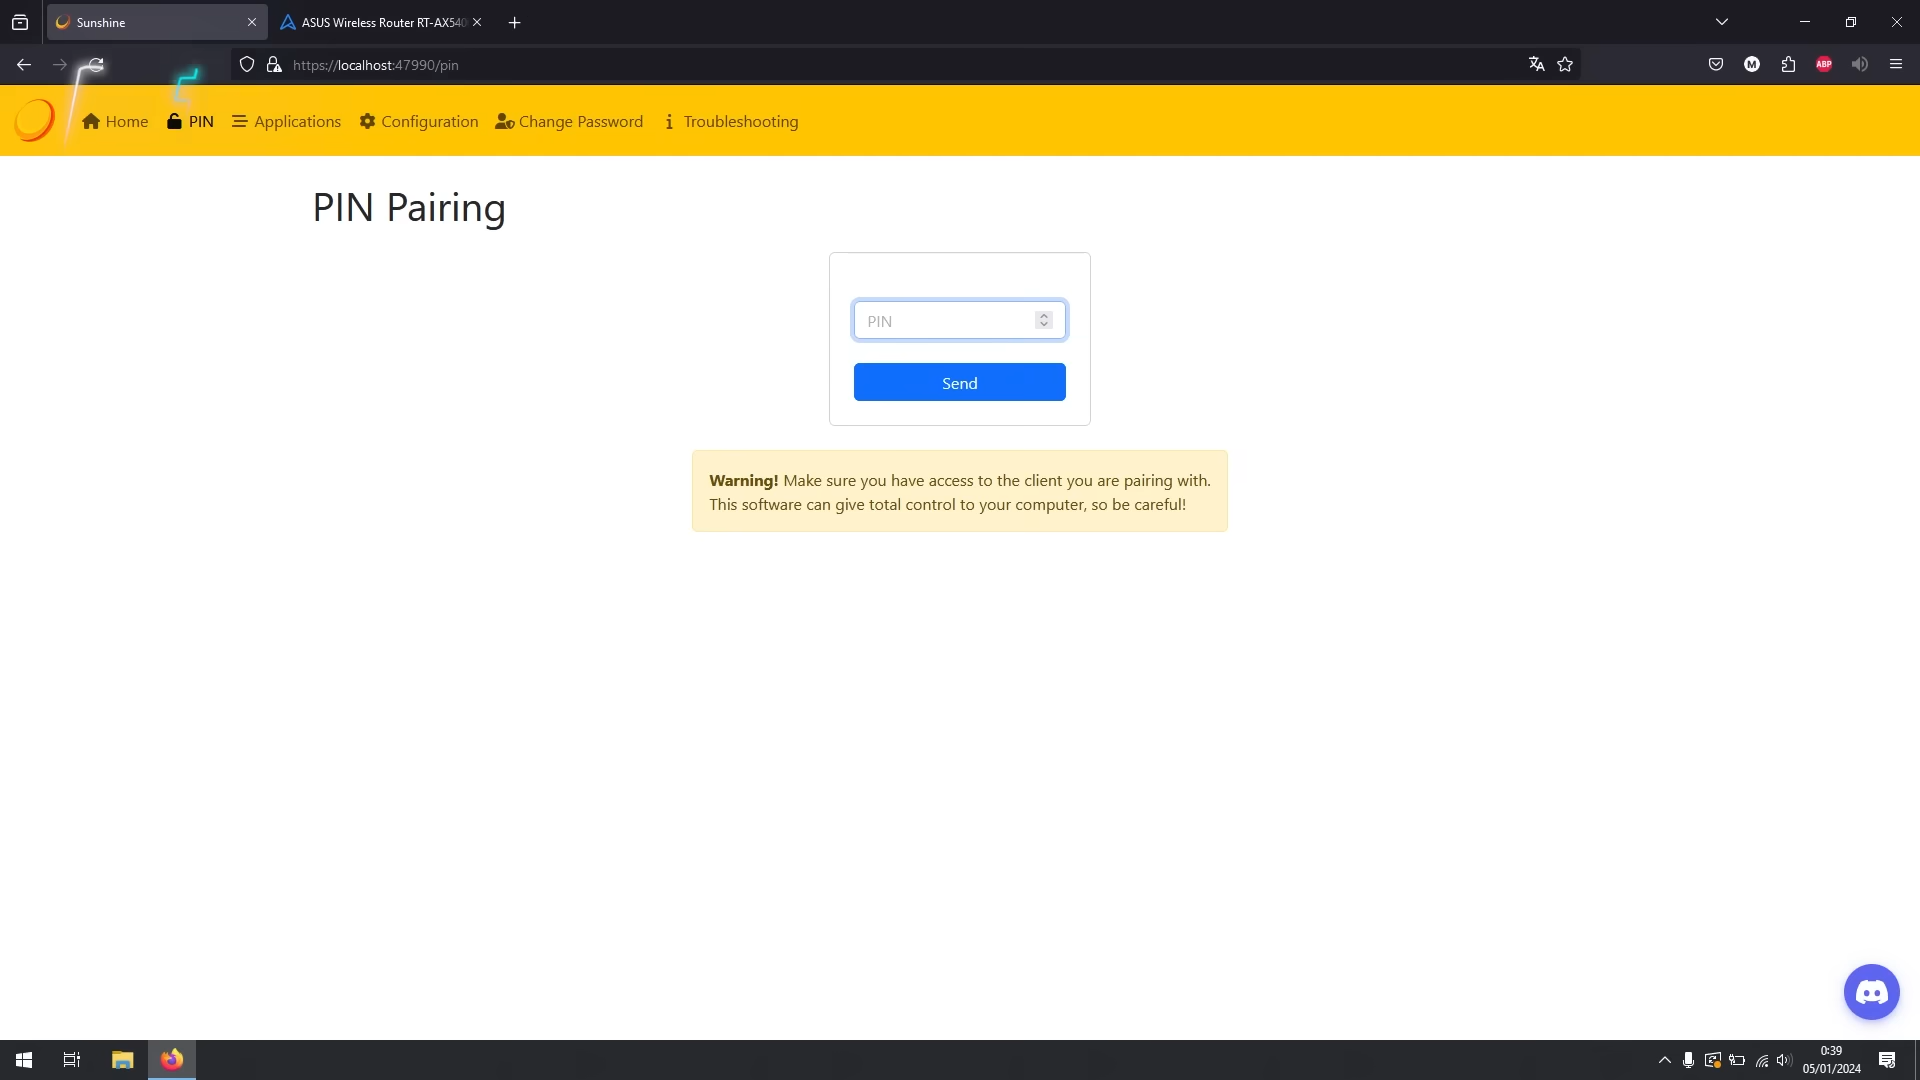 Sunshine
ASUS Wireless Router RT-AX540
https://localhost:47990/pin
M
ABP
Home
PIN
Applications
Configuration
Change Password
Troubleshooting
PIN Pairing
PIN
Send
Warning! Make sure you have access to the client you are pairing with.
This software can give total control to your computer, so be careful!
0:39
05/01/2024